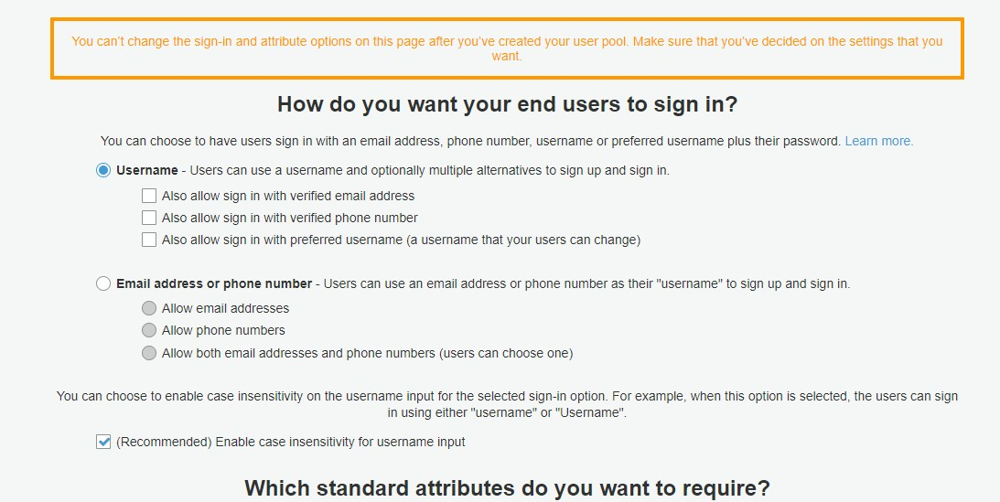 You can't change the sign-in and attribute options on this page after you've created your user pool. Make sure that you've decided on the settings that you
want.
How do you want your end users to sign in?
You can choose to have users sign in with an email address, phone number, username or preferred username plus their password. Learn more.
Username - Users can use a username and optionally multiple alternatives to sign up and sign in.
Also allow sign in with verified email address
Also allow sign in with verified phone number
Also allow sign in with preferred username (a username that your users can change)
Email address or phone number - Users can use an email address or phone number as their "username" to sign up and sign in.
Allow email addresses
Allow phone numbers
Allow both email addresses and phone numbers (users can choose one)
You can choose to enable case insensitivity on the username input for the selected sign-in option. For example, when this option is selected, the users can sign
in using either "username" or "Username".
(Recommended) Enable case insensitivity for username input
Which standard attributes do you want to require?